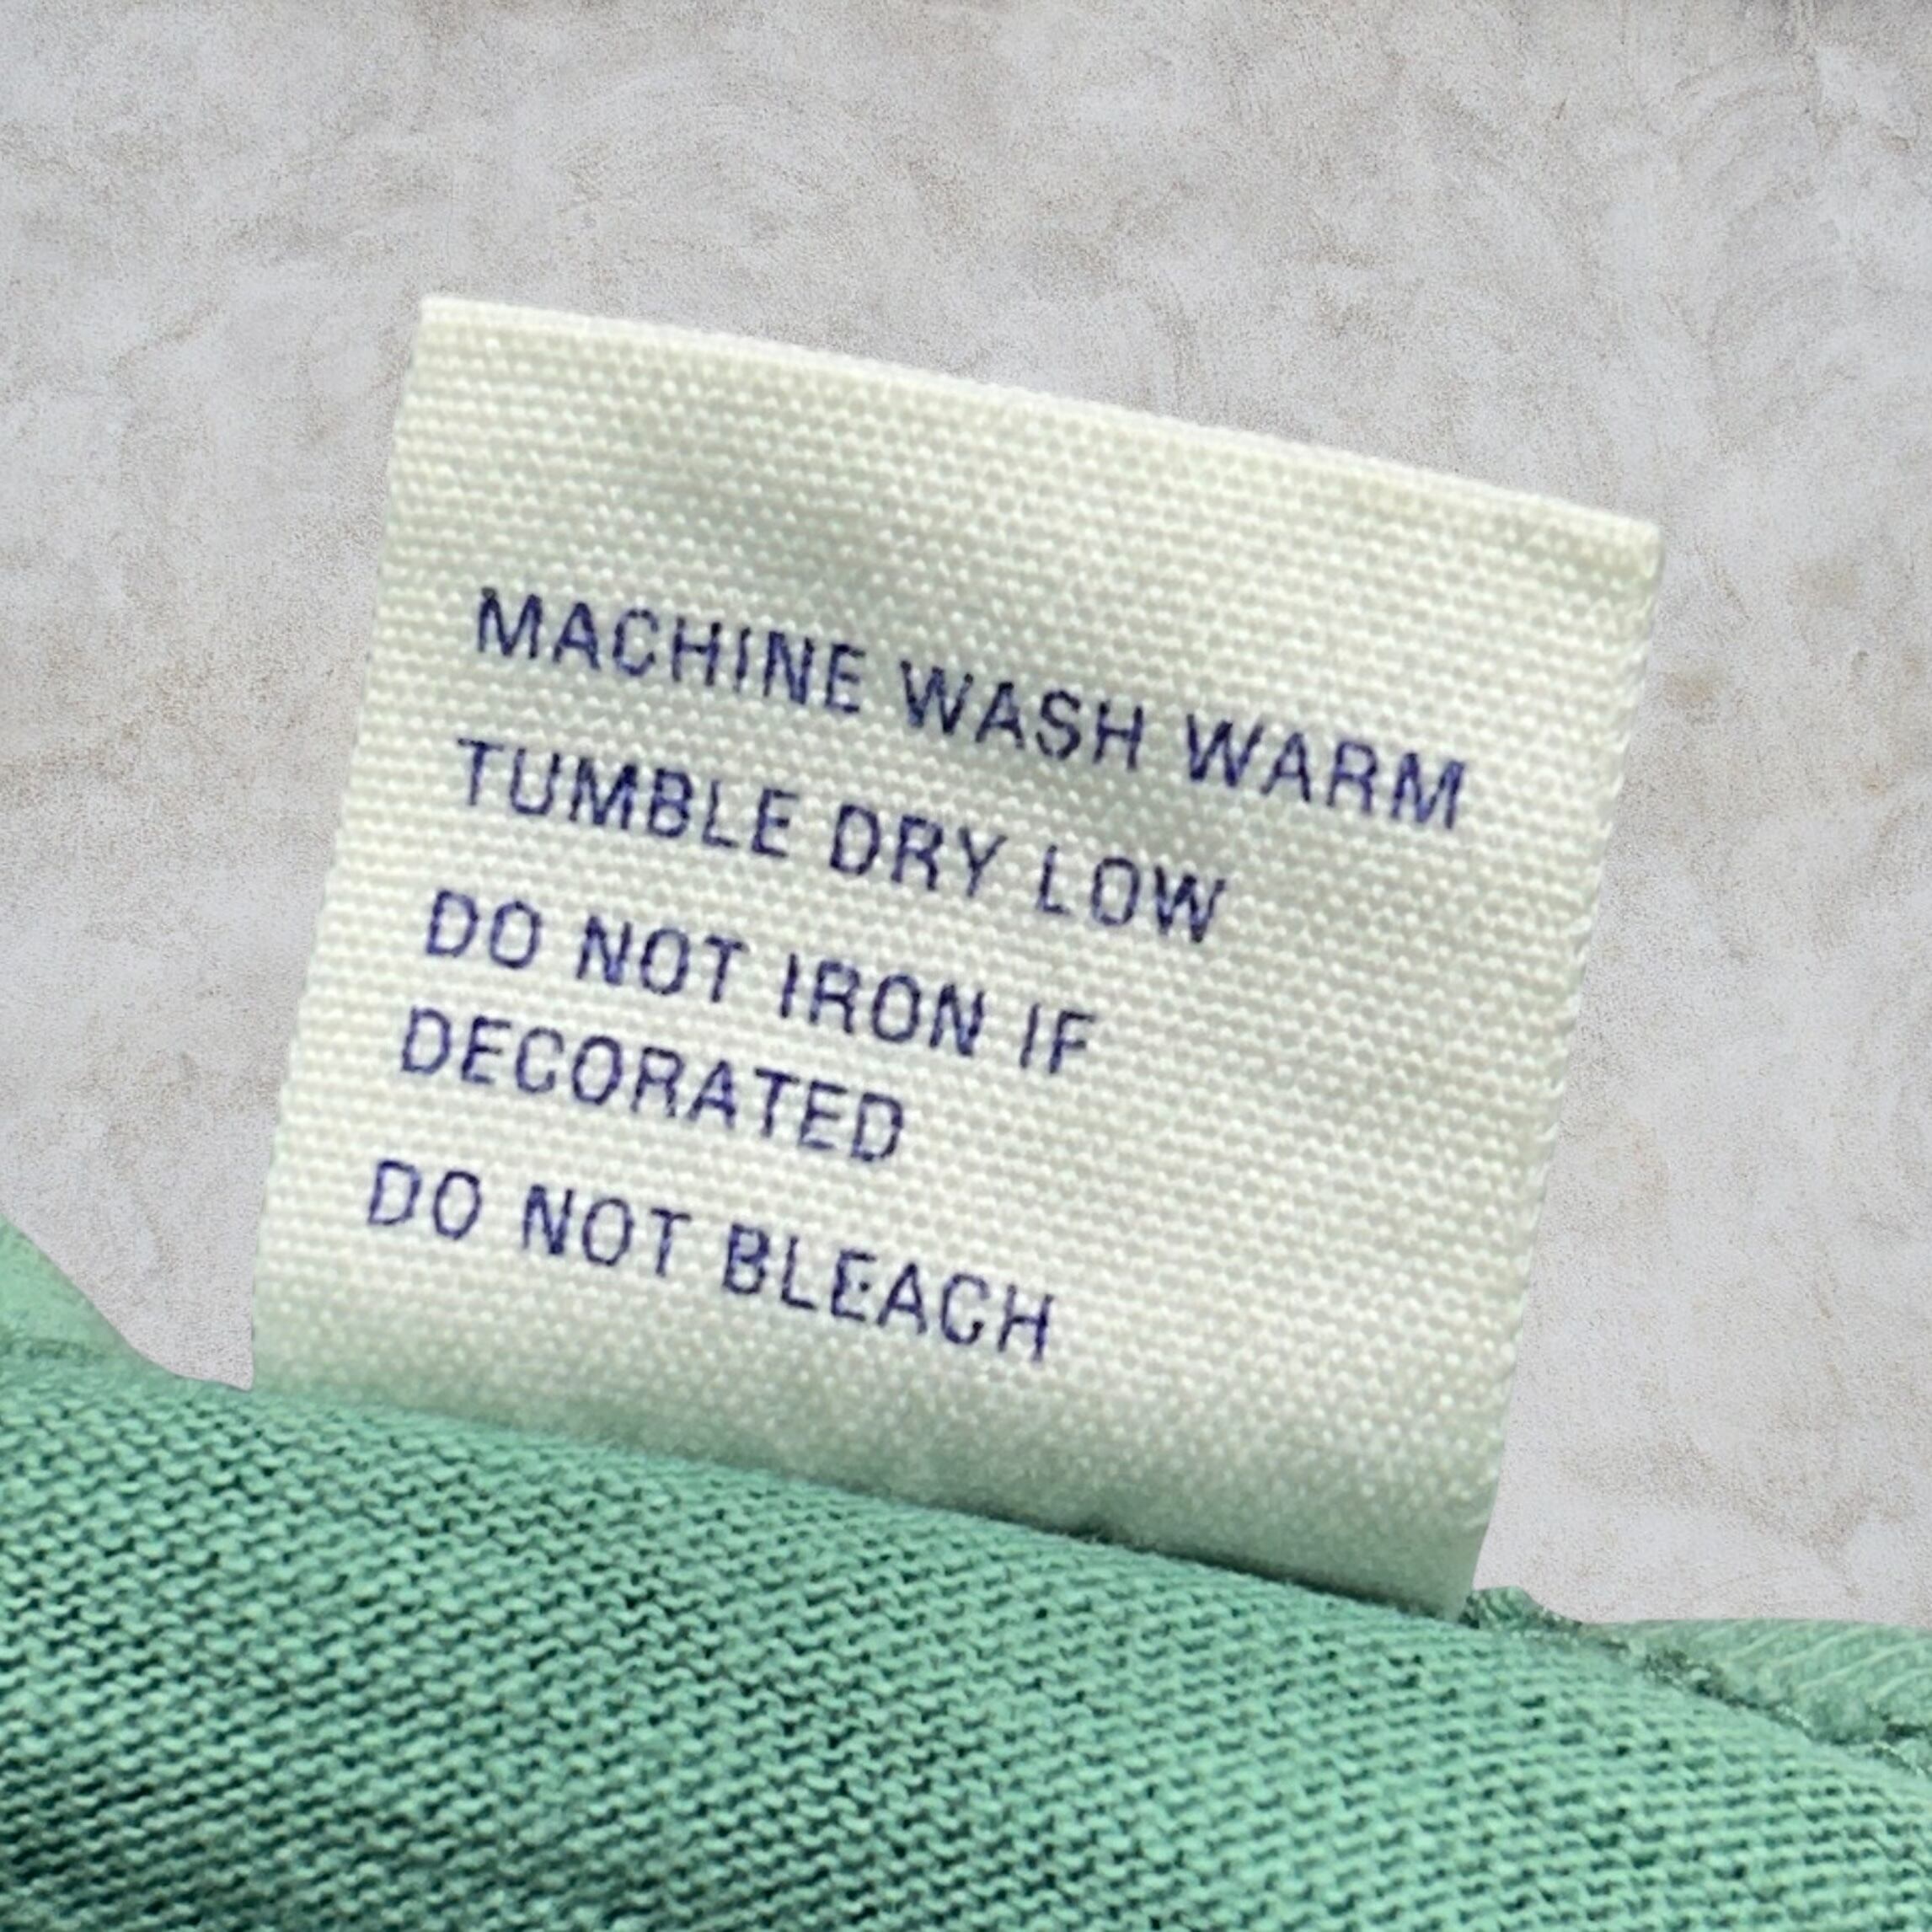 MACHINE WASH WARM
TUMBLE DRY LOW
DO NOT IRON IF
DECORATED
DO NOT BLEACH